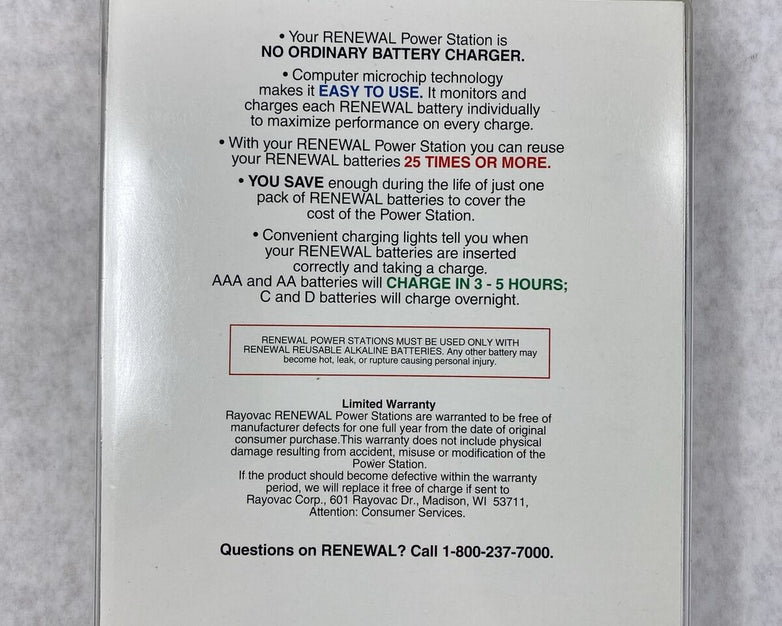 • Your RENEWAL Power Station is
NO ORDINARY BATTERY CHARGER.
• Computer microchip technology
makes it EASY TO USE. It monitors and
charges each RENEWAL battery individually
to maximize performance on every charge.
• With your RENEWAL Power Station you can reuse
your RENEWAL batteries 25 TIMES OR MORE.
• YOU SAVE enough during the life of just one
pack of RENEWAL batteries to cover the
cost of the Power Station.
• Convenient charging lights tell you when
your RENEWAL batteries are inserted
correctly and taking a charge.
AAA and AA batteries will CHARGE IN 3 - 5 HOURS;
C and D batteries will charge overnight.
RENEWAL POWER STATIONS MUST BE USED ONLY WITH
RENEWAL REUSABLE ALKALINE BATTERIES. Any other battery may
become hot, leak, or rupture causing personal injury.
Limited Warranty
Rayovac RENEWAL Power Stations are warranted to be free of
manufacturer defects for one full year from the date of original
consumer purchase.This warranty does not include physical
damage resulting from accident, misuse or modification of the
Power Station.
If the product should become defective within the warranty
period, we will replace it free of charge if sent to
Rayovac Corp., 601 Rayovac Dr., Madison, WI 53711,
Attention: Consumer Services.
Questions on RENEWAL? Call 1-800-237-7000.